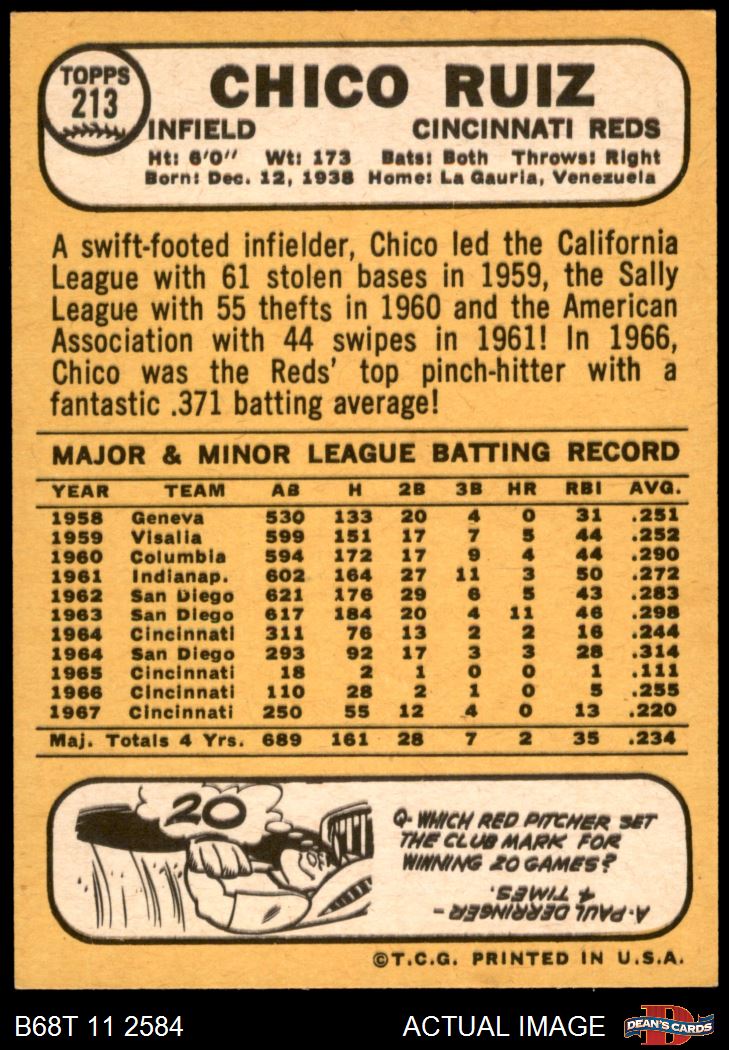 TOPPS
213
CHICO RUIZ
INFIELD CINCINNATI REDS
Ht: 6'0" Wt: 173 Bats: Both Throws: Right
Born: Dec. 12, 1938 Home: La Gauria, Venezuela
A swift-footed infielder, Chico led the California
League with 61 stolen bases in 1959, the Sally
League with 55 thefts in 1960 and the American
Association with 44 swipes in 1961! In 1966,
Chico was the Reds' top pinch-hitter with a
fantastic .371 batting average!
MAJOR & MINOR LEAGUE BATTING RECORD
YEAR TEAM AB H 2B 3B HR RBI AVG.
1958 Geneva 530 133 20 4 0 31 .251
1959 Visalia 599 151 17 7 5 44 .252
1960 Columbia 594 172 17 9 4 44 .290
1961 Indianap. 602 164 27 11 3 50 .272
1962 San Diego 621 176 29 6 5 43 .283
1963 San Diego 617 184 20 4 11 46 .298
1964 Cincinnati 311 76 13 2 2 16 .244
1964 San Diego 293 92 17 3 3 28 .314
1965 Cincinnati 18 2 1 0 0 1 .111
1966 Cincinnati 110 28 2 1 0 5 .255
1967 Cincinnati 250 55 12 4 0 13 .220
Maj. Totals 4 Yrs. 689 161 28 7 2 35 .234
20
Q- WHICH RED PITCHER SET
THE CLUB MARK FOR
WINNING 20 GAMES?
A- PAUL DERRINGER -
4 TIMES.
©T.C.G. PRINTED IN U.S.A.
B68T 11 2584 ACTUAL IMAGE
D
DEAN'S CARDS